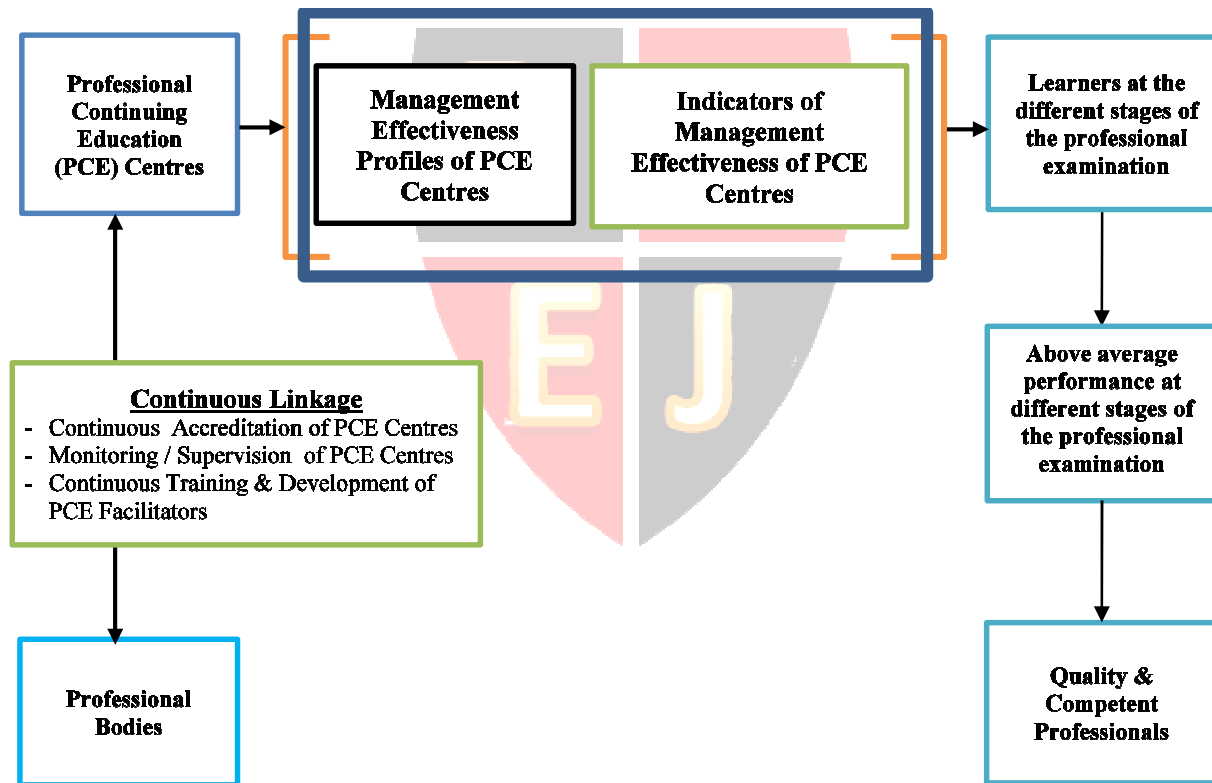 Professional
Continuing
Education
(PCE) Centres
Management
Effectiveness
Profiles of PCE
Centres
Indicators of
Management
Effectiveness of PCE
Centres
Learners at the
different stages of
the professional
examination
Continuous Linkage
- Continuous Accreditation of PCE Centres
- Monitoring / Supervision of PCE Centres
- Continuous Training & Development of
PCE Facilitators
Above average
performance at
different stages of
the professional
examination
Professional
Bodies
Quality &
Competent
Professionals
E J